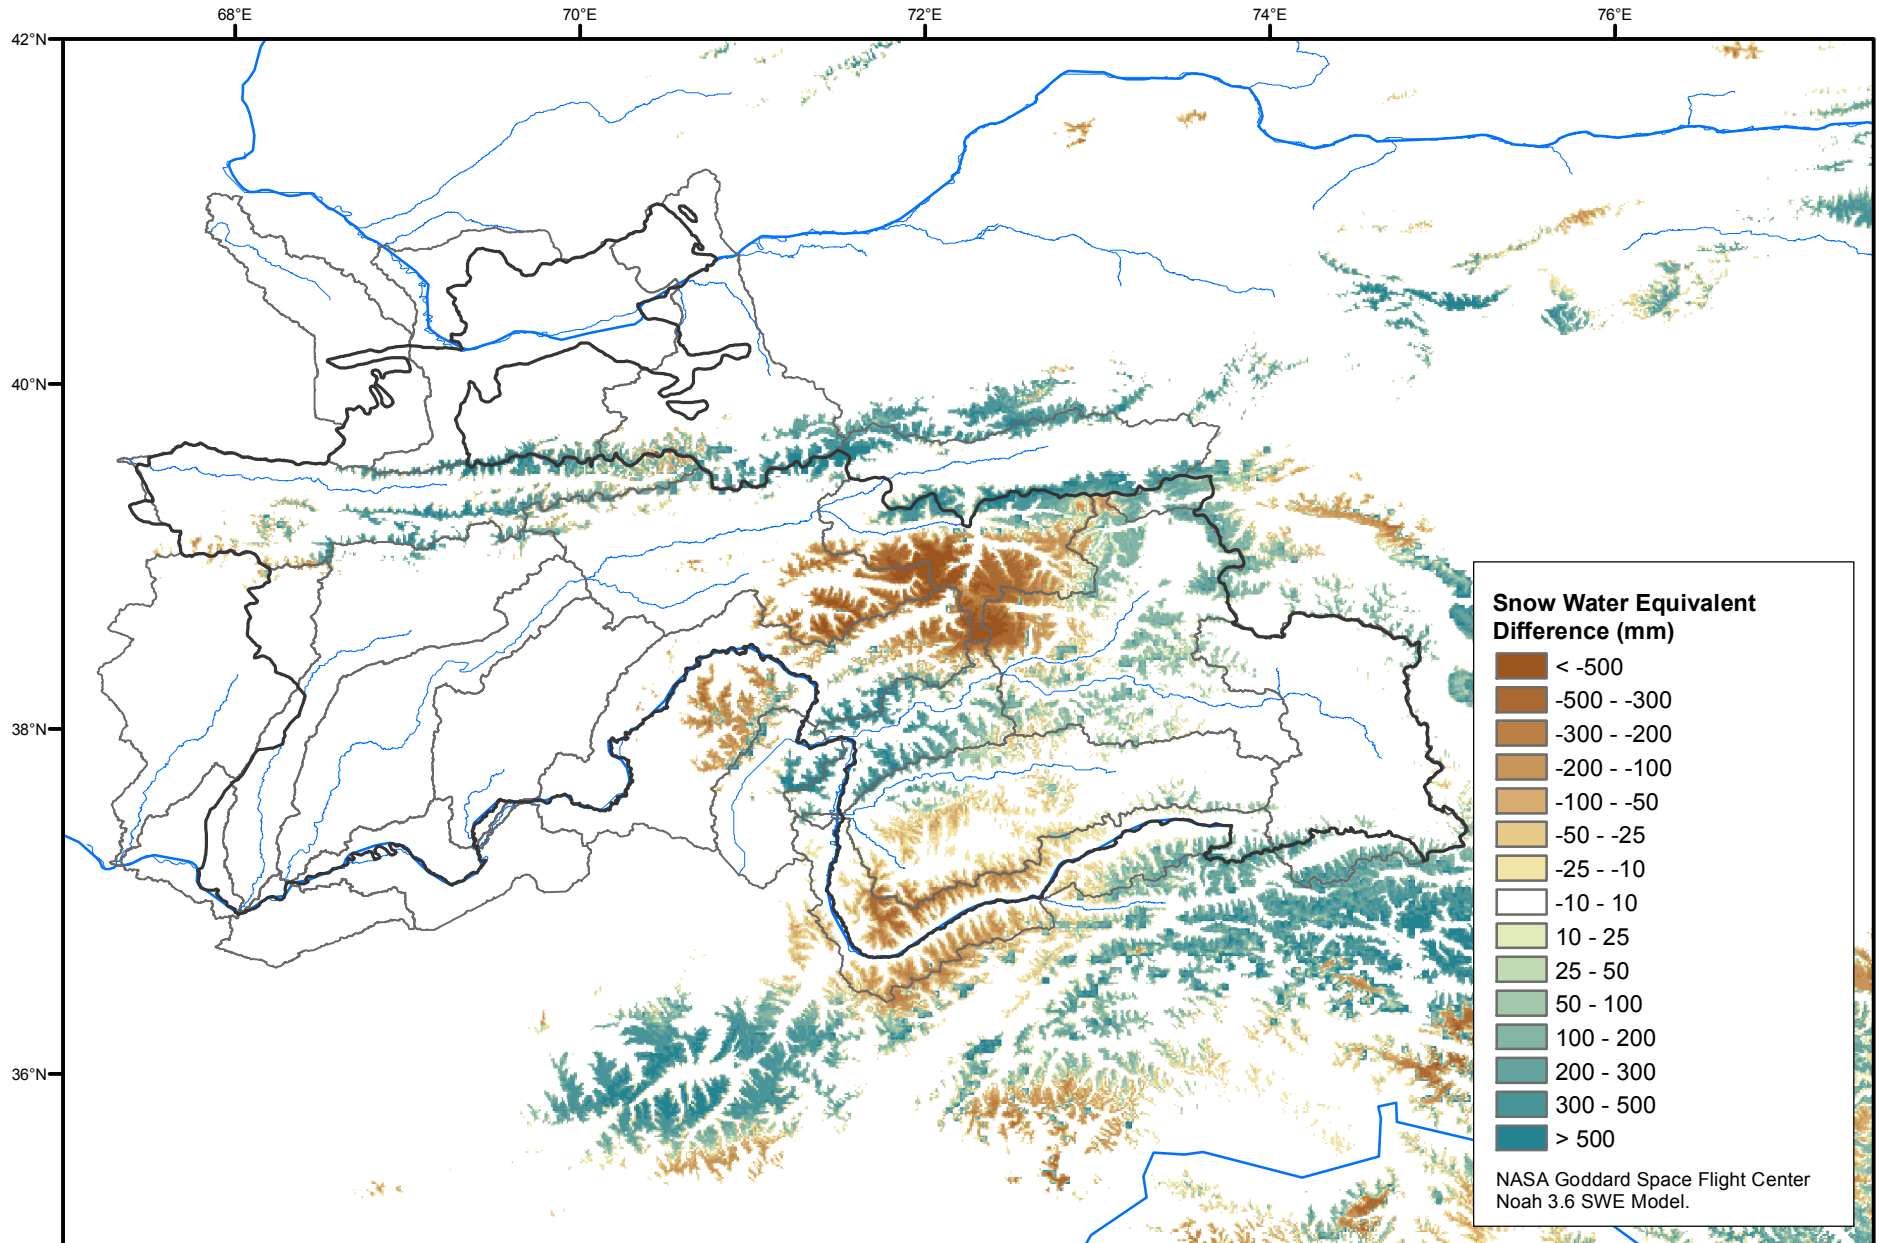 68°E
70°E
72°E
74°E
76°E
42°N
40°N
38°N
36°N
Snow Water Equivalent
Difference (mm)
< -500
-500 - -300
-300 - -200
-200 - -100
-100 - -50
-50 - -25
-25 - -10
-10 - 10
10 - 25
25 - 50
50 - 100
100 - 200
200 - 300
300 - 500
> 500
NASA Goddard Space Flight Center
Noah 3.6 SWE Model.